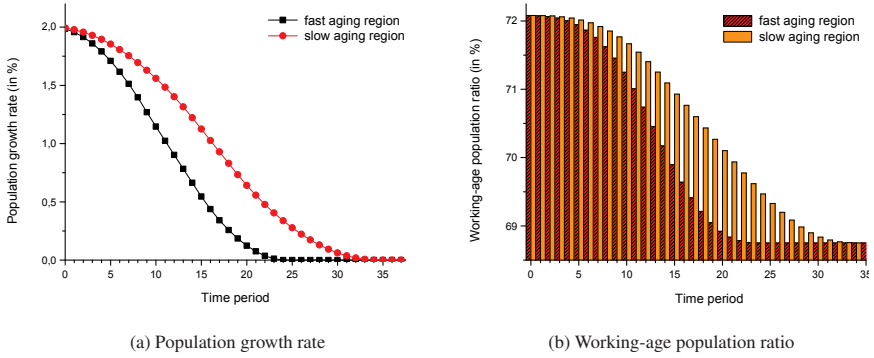 fast aging region
slow aging region
2,0
1,5
1,0
0,5
0,0
Population growth rate (in %)
0 5 10 15 20 25 30 35
Time period
(a) Population growth rate
fast aging region
slow aging region
72
71
70
69
Working-age population ratio (in %)
0 5 10 15 20 25 30 35
Time period
(b) Working-age population ratio